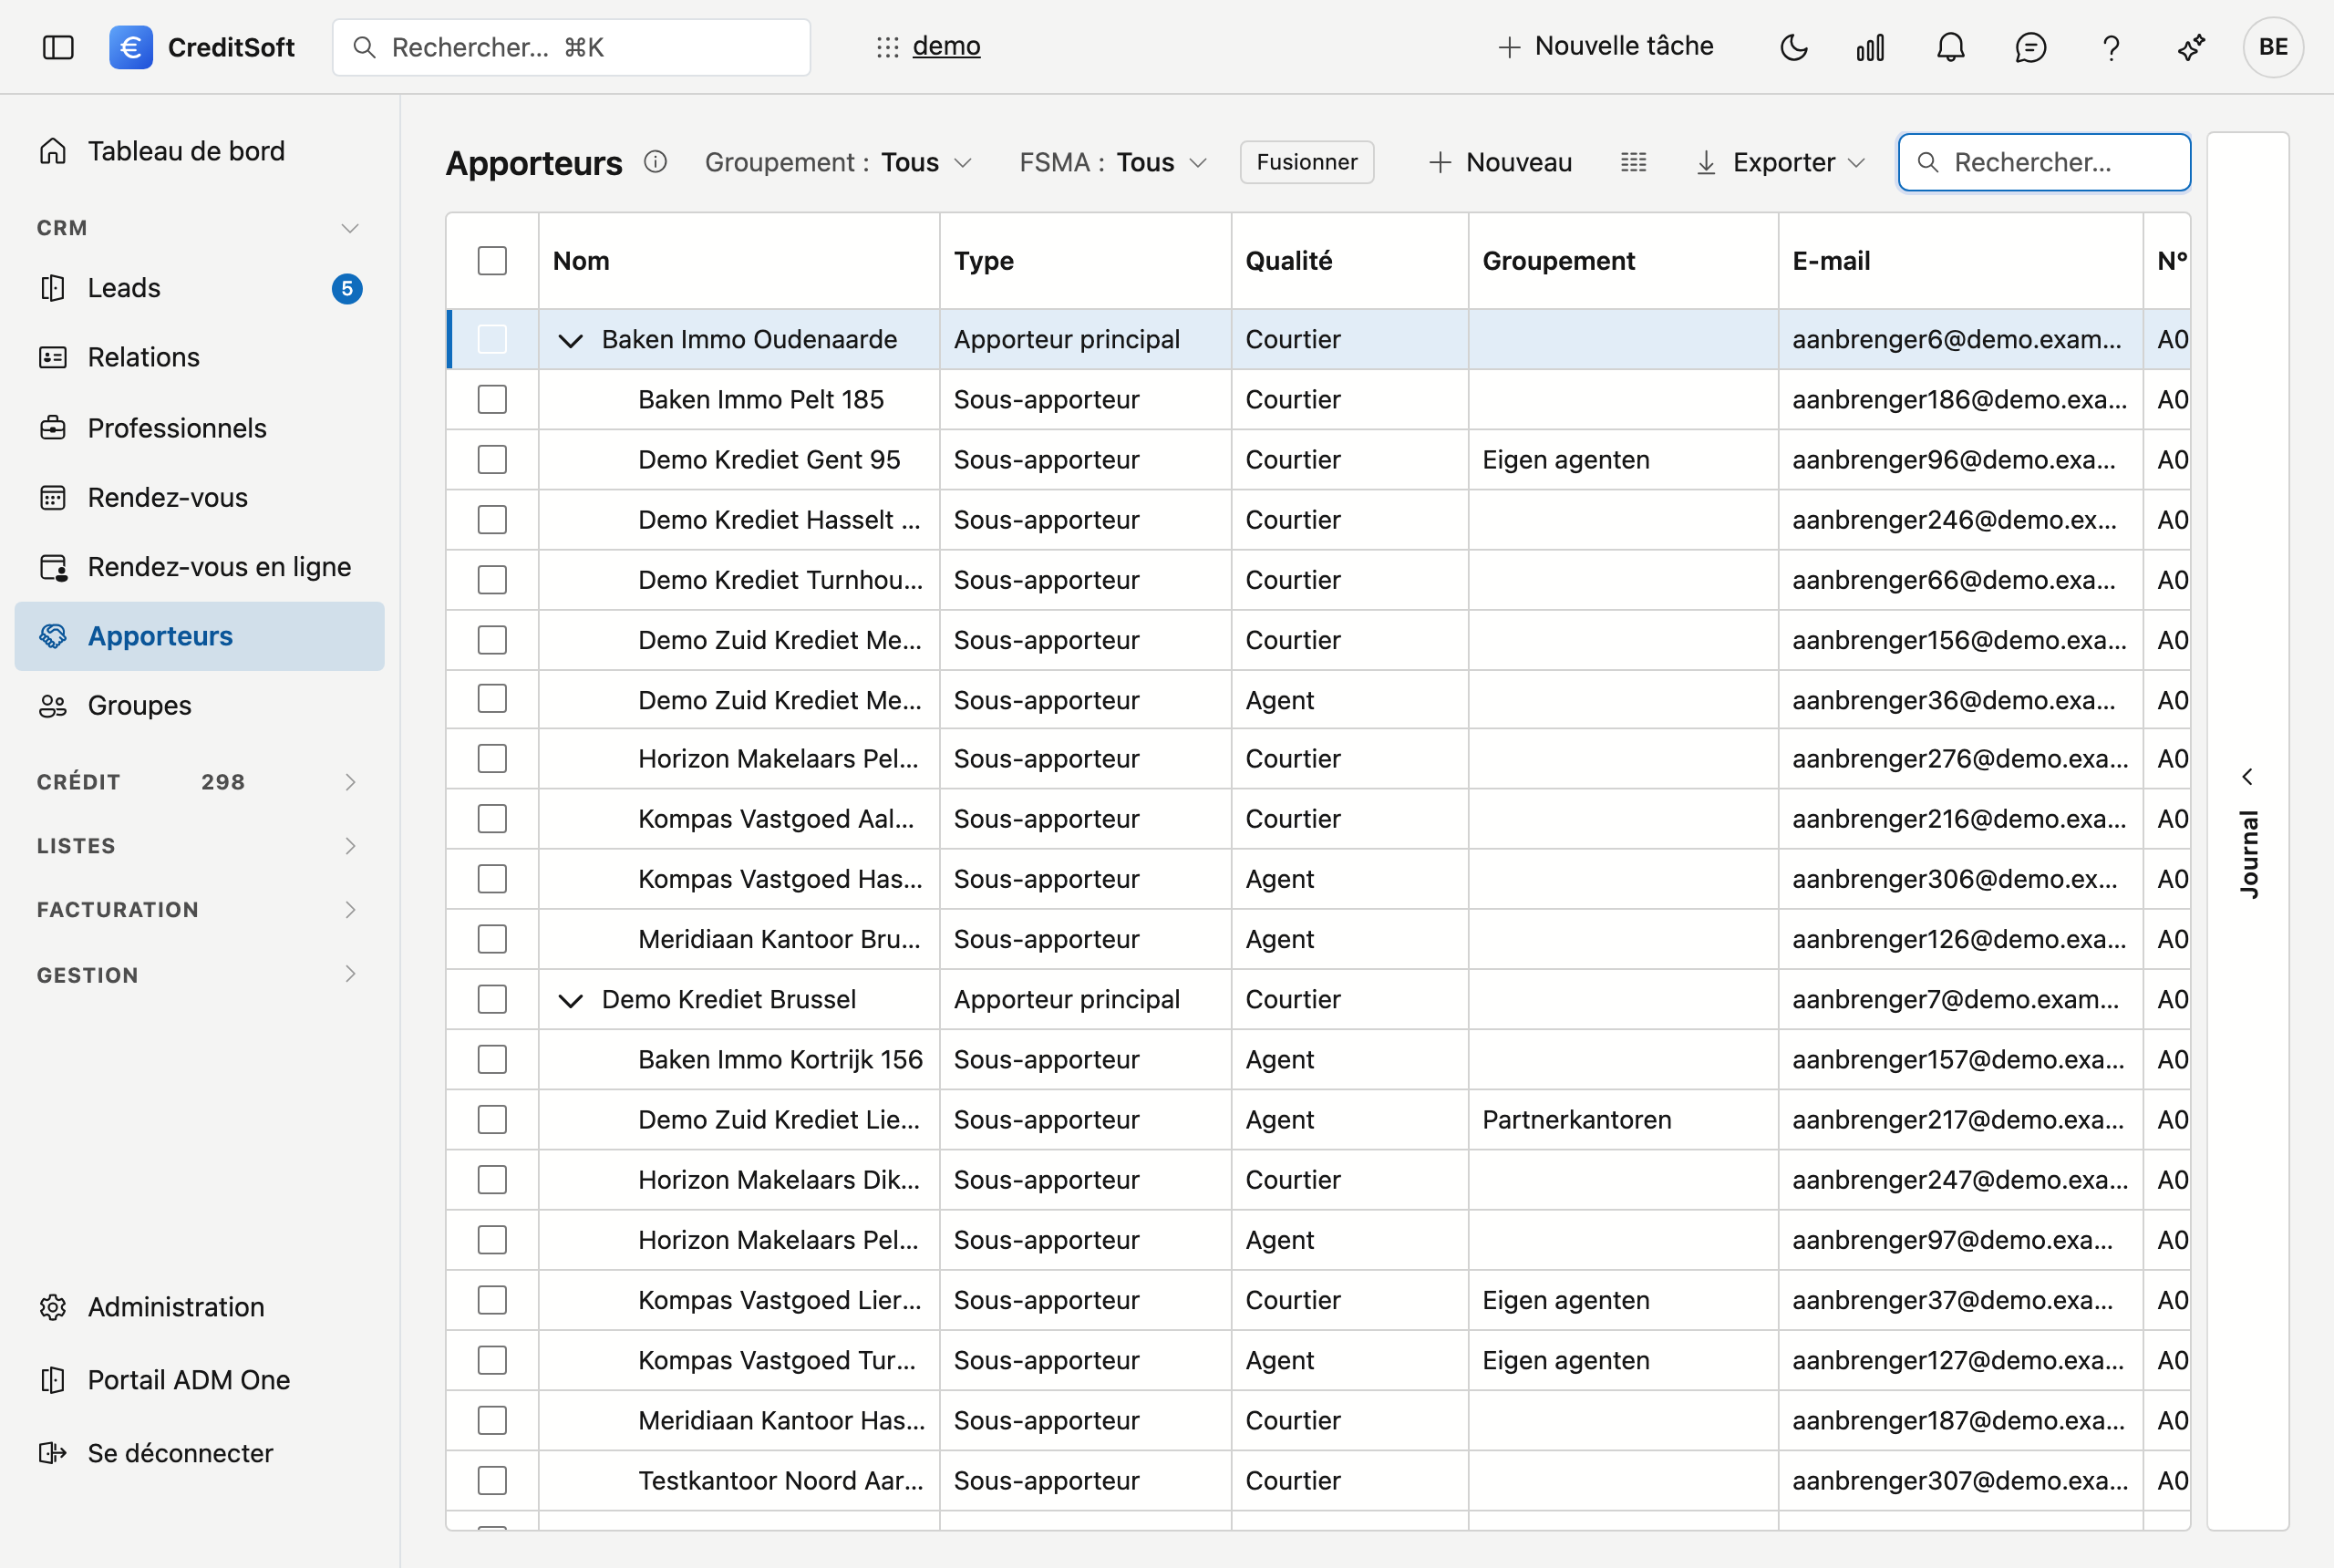 CreditSoft
Rechercher... ⌘K
demo
Nouvelle tâche
BE
Tableau de bord
CRM
Leads 5
Relations
Professionnels
Rendez-vous
Rendez-vous en ligne
Apporteurs
Groupes
CRÉDIT 298
LISTES
FACTURATION
GESTION
Administration
Portail ADM One
Se déconnecter
Apporteurs Groupement : Tous FSMA : Tous Fusionner Nouveau Exporter Rechercher...
Nom Type Qualité Groupement E-mail N°
Baken Immo Oudenaarde Apporteur principal Courtier aanbrenger6@demo.exam... A0
Baken Immo Pelt 185 Sous-apporteur Courtier aanbrenger186@demo.exa... A0
Demo Krediet Gent 95 Sous-apporteur Courtier Eigen agenten aanbrenger96@demo.exa... A0
Demo Krediet Hasselt ... Sous-apporteur Courtier aanbrenger246@demo.ex... A0
Demo Krediet Turnhou... Sous-apporteur Courtier aanbrenger66@demo.exa... A0
Demo Zuid Krediet Me... Sous-apporteur Courtier aanbrenger156@demo.exa... A0
Demo Zuid Krediet Me... Sous-apporteur Agent aanbrenger36@demo.exa... A0
Horizon Makelaars Pel... Sous-apporteur Courtier aanbrenger276@demo.exa... A0
Kompas Vastgoed Aal... Sous-apporteur Courtier aanbrenger216@demo.exa... A0
Kompas Vastgoed Has... Sous-apporteur Agent aanbrenger306@demo.ex... A0
Meridiaan Kantoor Bru... Sous-apporteur Agent aanbrenger126@demo.exa... A0
Demo Krediet Brussel Apporteur principal Courtier aanbrenger7@demo.exam... A0
Baken Immo Kortrijk 156 Sous-apporteur Agent aanbrenger157@demo.exa... A0
Demo Zuid Krediet Lie... Sous-apporteur Agent Partnerkantoren aanbrenger217@demo.exa... A0
Horizon Makelaars Dik... Sous-apporteur Courtier aanbrenger247@demo.exa... A0
Horizon Makelaars Pel... Sous-apporteur Agent aanbrenger97@demo.exa... A0
Kompas Vastgoed Lier... Sous-apporteur Courtier Eigen agenten aanbrenger37@demo.exa... A0
Kompas Vastgoed Tur... Sous-apporteur Agent Eigen agenten aanbrenger127@demo.exa... A0
Meridiaan Kantoor Has... Sous-apporteur Courtier aanbrenger187@demo.exa... A0
Testkantoor Noord Aar... Sous-apporteur Courtier aanbrenger307@demo.exa... A0
Journal